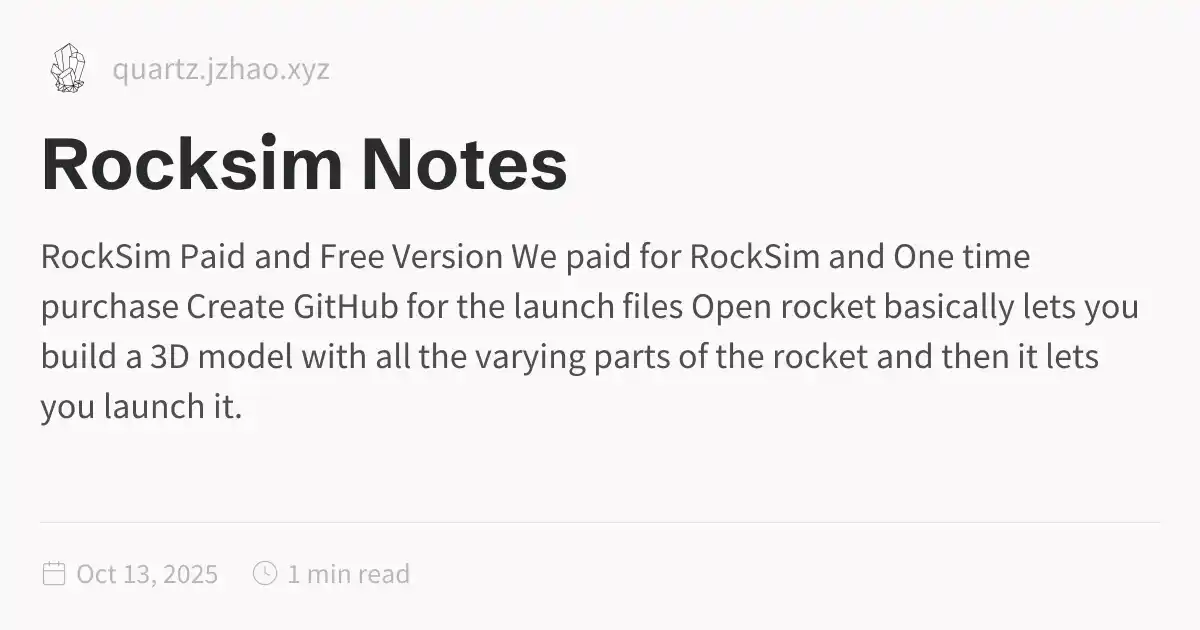 quartz.jzhao.xyz
Rocksim Notes
RockSim Paid and Free Version We paid for RockSim and One time
purchase Create GitHub for the launch files Open rocket basically lets you
build a 3D model with all the varying parts of the rocket and then it lets
you launch it.
Oct 13, 2025 1 min read